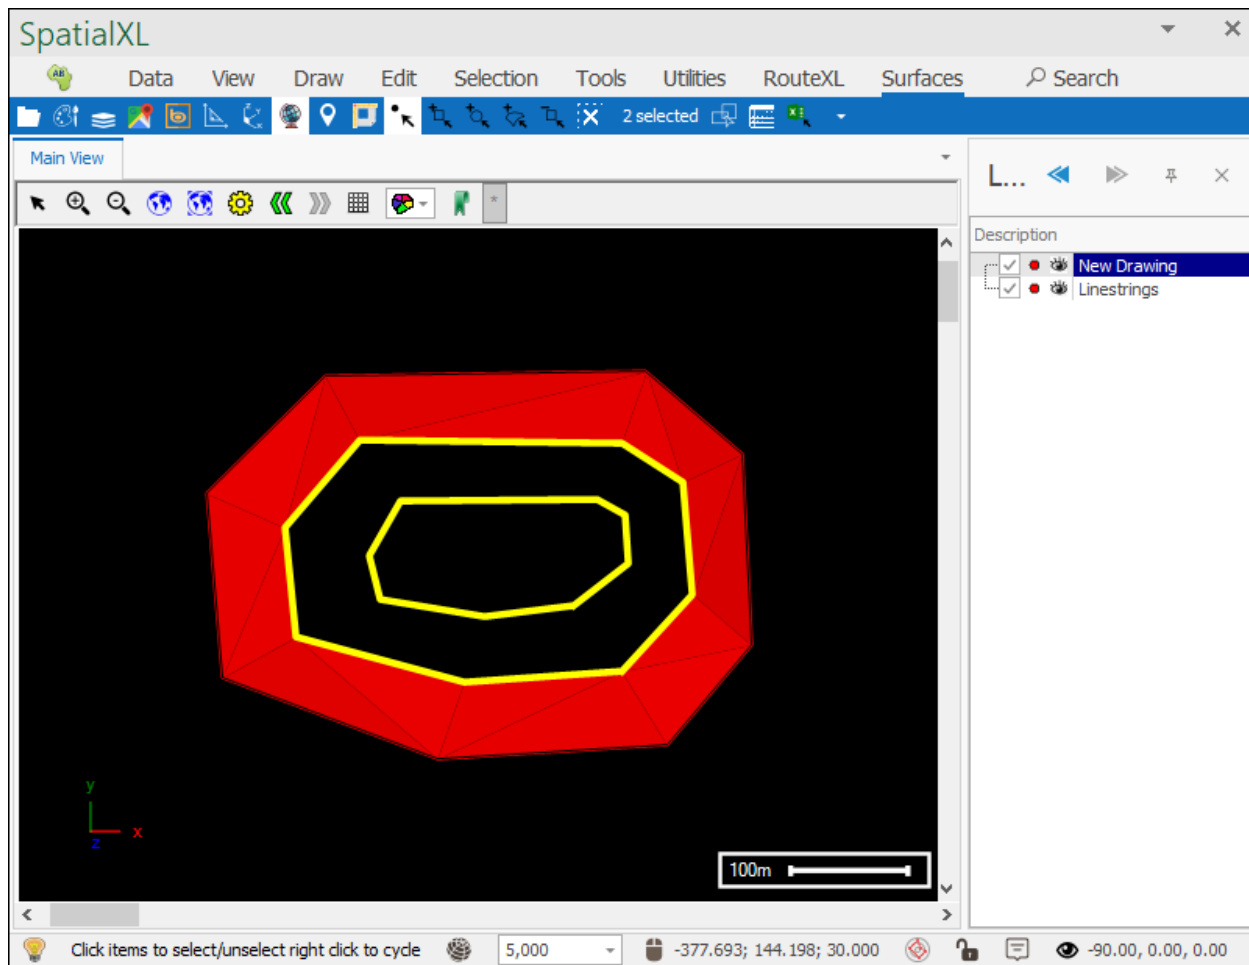 SpatialXL
AB Data View Draw Edit Selection Tools Utilities RouteXL Surfaces Search
2 selected
Main View
L...
*
Description
New Drawing
Linestrings
y
x
z
100m
Click items to select/unselect right click to cycle 5,000 -377.693; 144.198; 30.000 -90.00, 0.00, 0.00